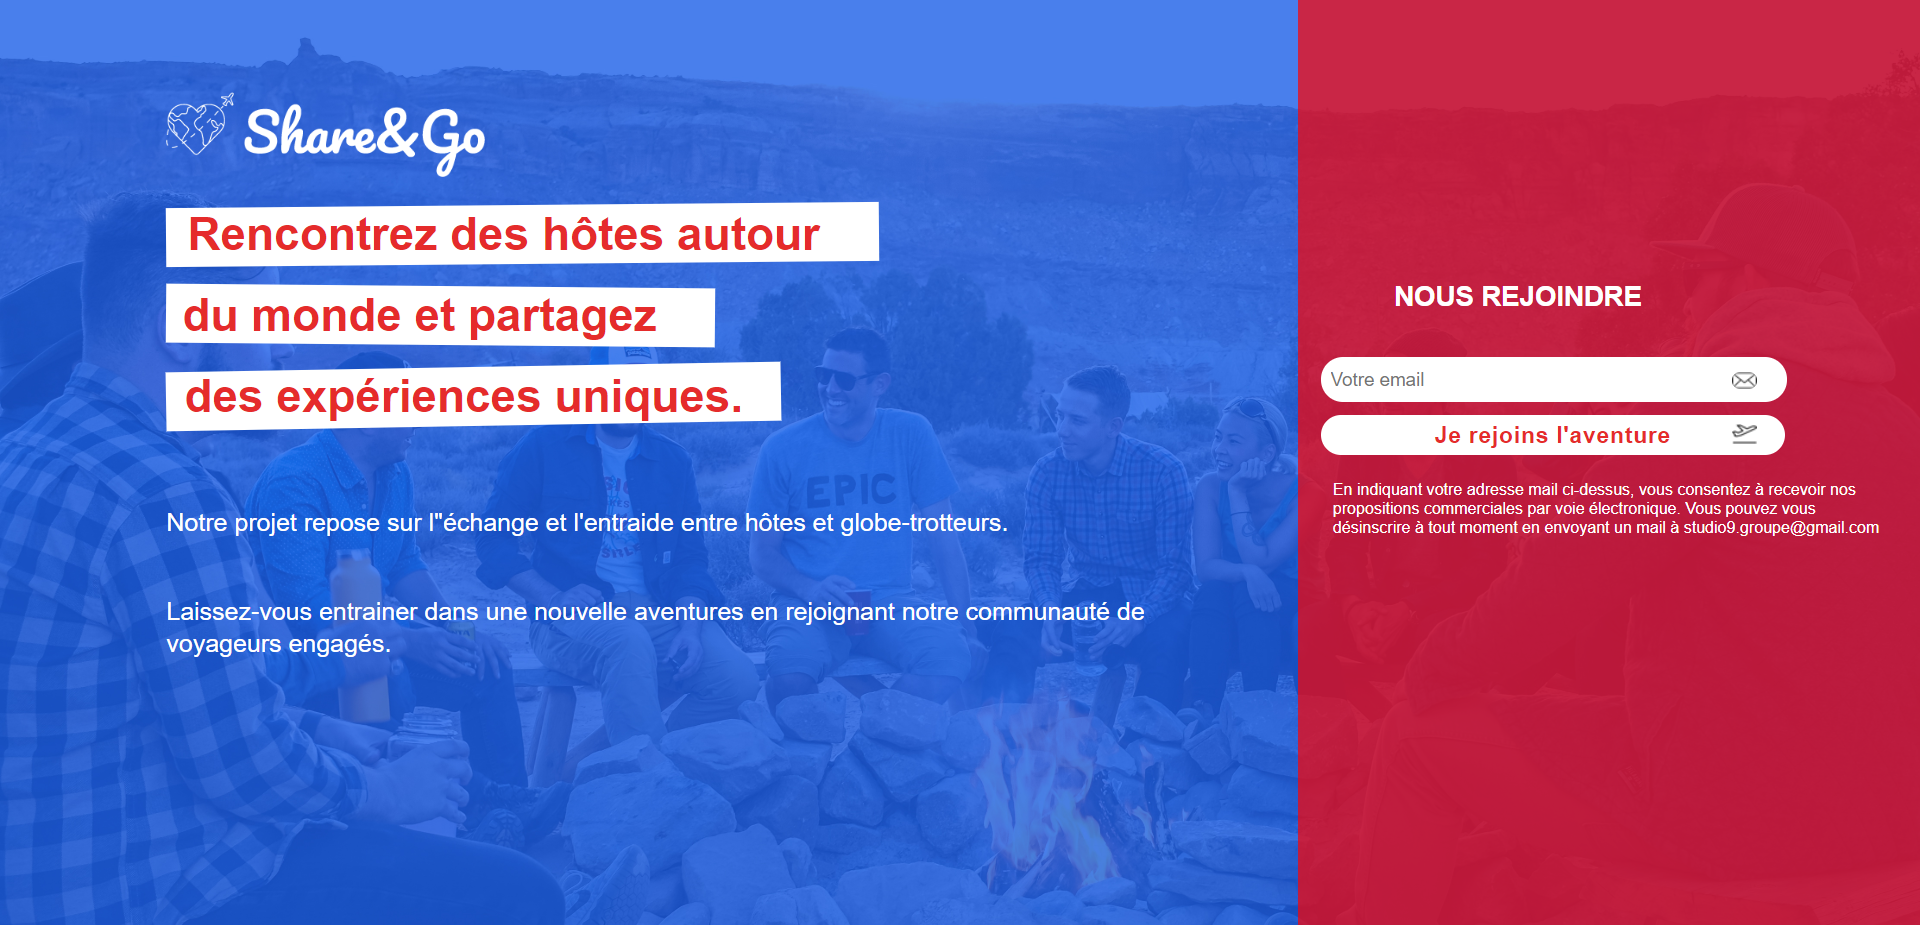 Share&Go
Rencontrez des hôtes autour
du monde et partagez
des expériences uniques.
EPIC
Notre projet repose sur l"échange et l'entraide entre hôtes et globe-trotteurs.
Laissez-vous entrainer dans une nouvelle aventures en rejoignant notre communauté de
voyageurs engagés.
NOUS REJOINDRE
Votre email
Je rejoins l'aventure
En indiquant votre adresse mail ci-dessus, vous consentez à recevoir nos
propositions commerciales par voie électronique. Vous pouvez vous
désinscrire à tout moment en envoyant un mail à studio9.groupe@gmail.com